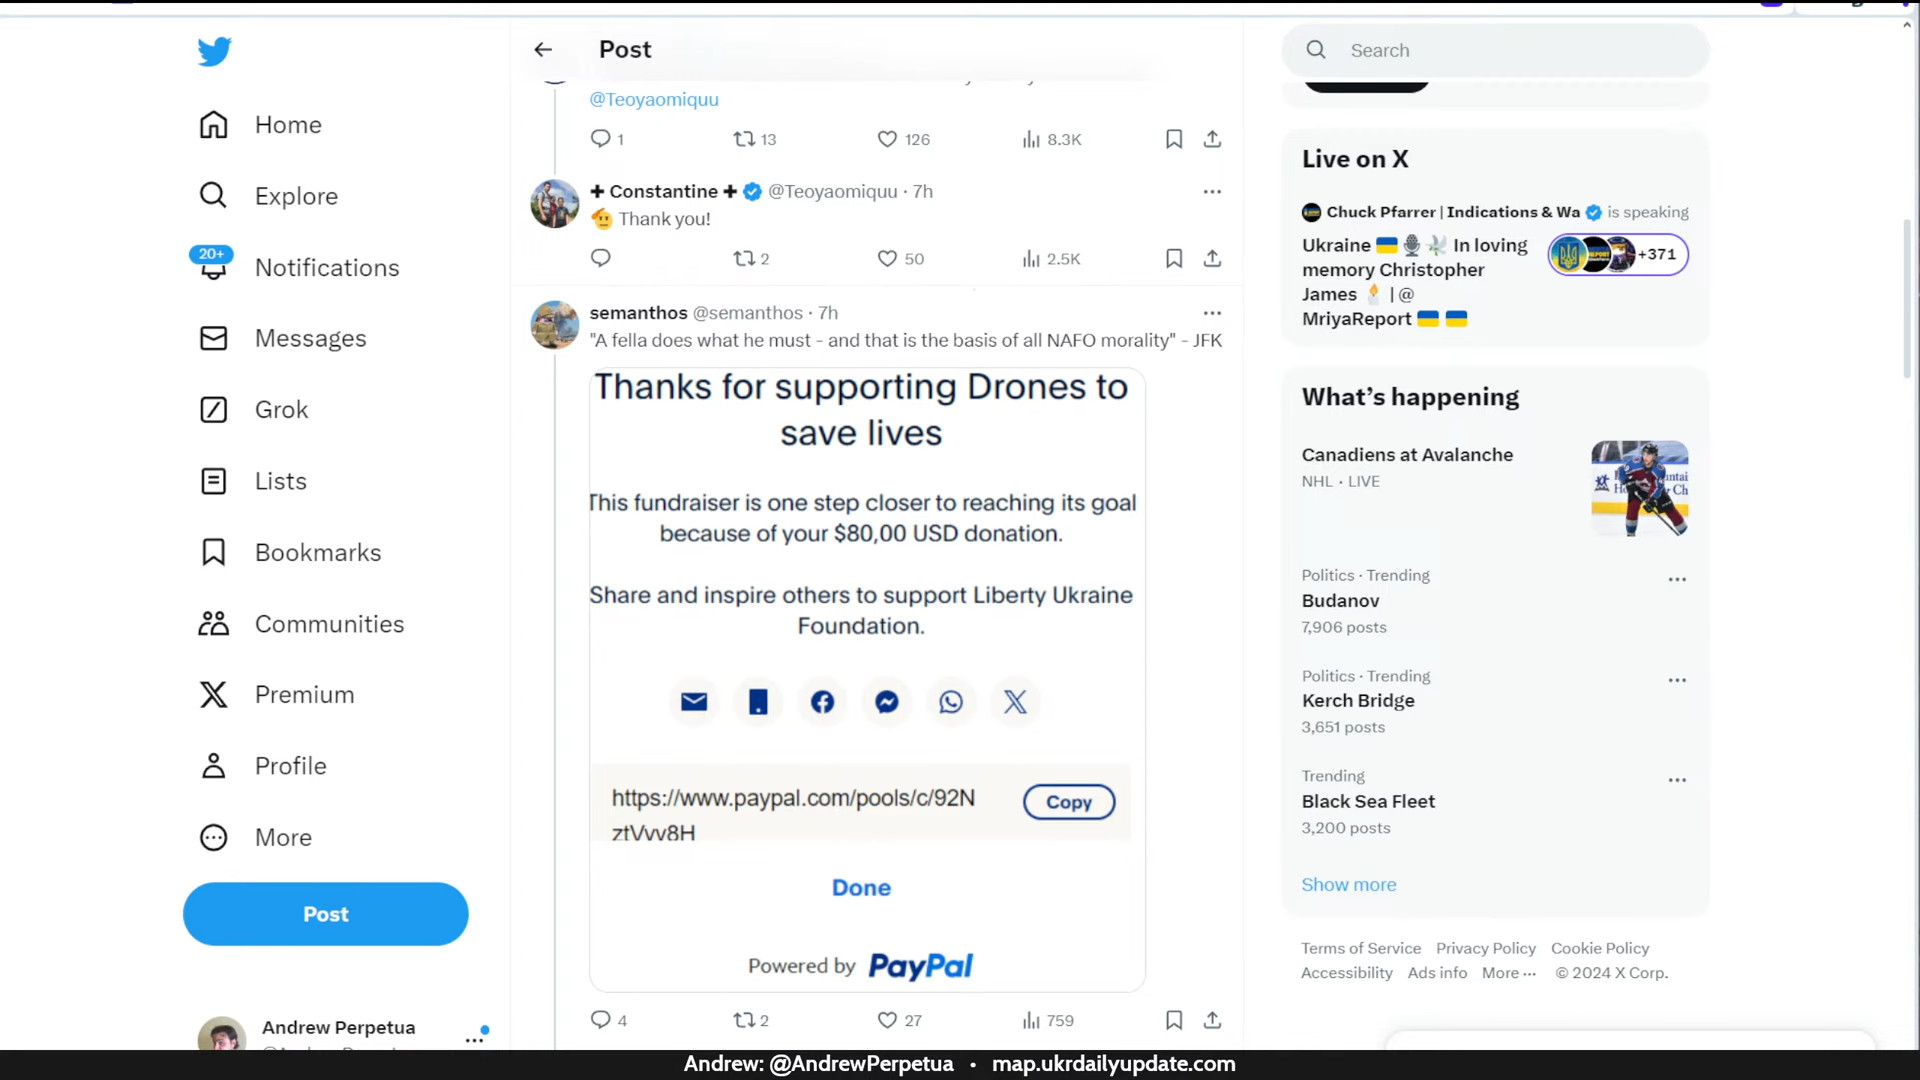 Post
Search
@Teoyaomiquu
1
13
126
8.3K
Home
Explore
20+
Notifications
Messages
Grok
Lists
Bookmarks
Communities
Premium
Profile
More
Post
Andrew Perpetua
Constantine
@Teoyaomiquu · 7h
Thank you!
2
50
2.5K
semanthos @semanthos · 7h
"A fella does what he must - and that is the basis of all NAFO morality" - JFK
Thanks for supporting Drones to
save lives
This fundraiser is one step closer to reaching its goal
because of your $80,00 USD donation.
Share and inspire others to support Liberty Ukraine
Foundation.
https://www.paypal.com/pools/c/92N
Copy
Done
Powered by PayPal
4
2
27
759
Live on X
Chuck Pfarrer | Indications & Wa is speaking
Ukraine In loving
memory Christopher
James | @
MriyaReport
+371
What's happening
Canadiens at Avalanche
NHL · LIVE
Politics · Trending
Budanov
7,906 posts
Politics · Trending
Kerch Bridge
3,651 posts
Trending
Black Sea Fleet
3,200 posts
Show more
Terms of Service Privacy Policy Cookie Policy
Accessibility Ads info More ··· © 2024 X Corp.
Andrew: @AndrewPerpetua • map.ukrdailyupdate.com